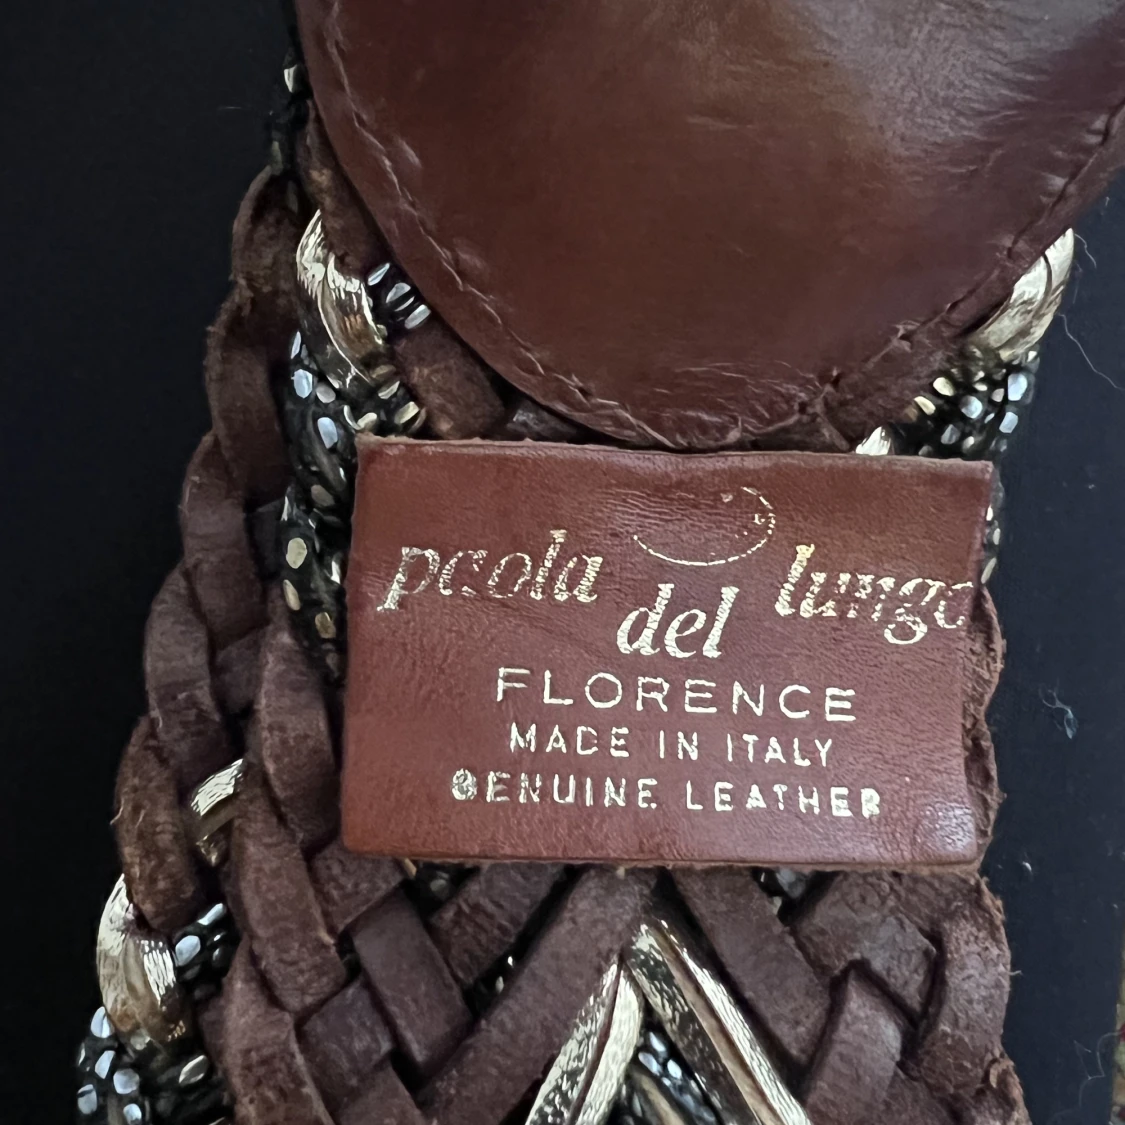 paola
del
lungo
FLORENCE
MADE IN ITALY
GENUINE LEATHER